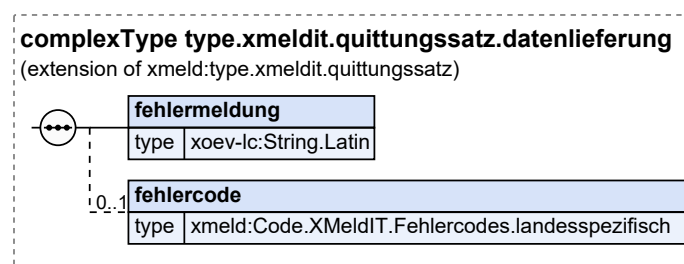 complexType type.xmeldit.quittungssatz.datenlieferung
(extension of xmeld:type.xmeldit.quittungssatz)
fehlermeldung
type xoev-lc:String.Latin
0..1
fehlercode
type xmeld:Code.XMeldIT.Fehlercodes.landesspezifisch